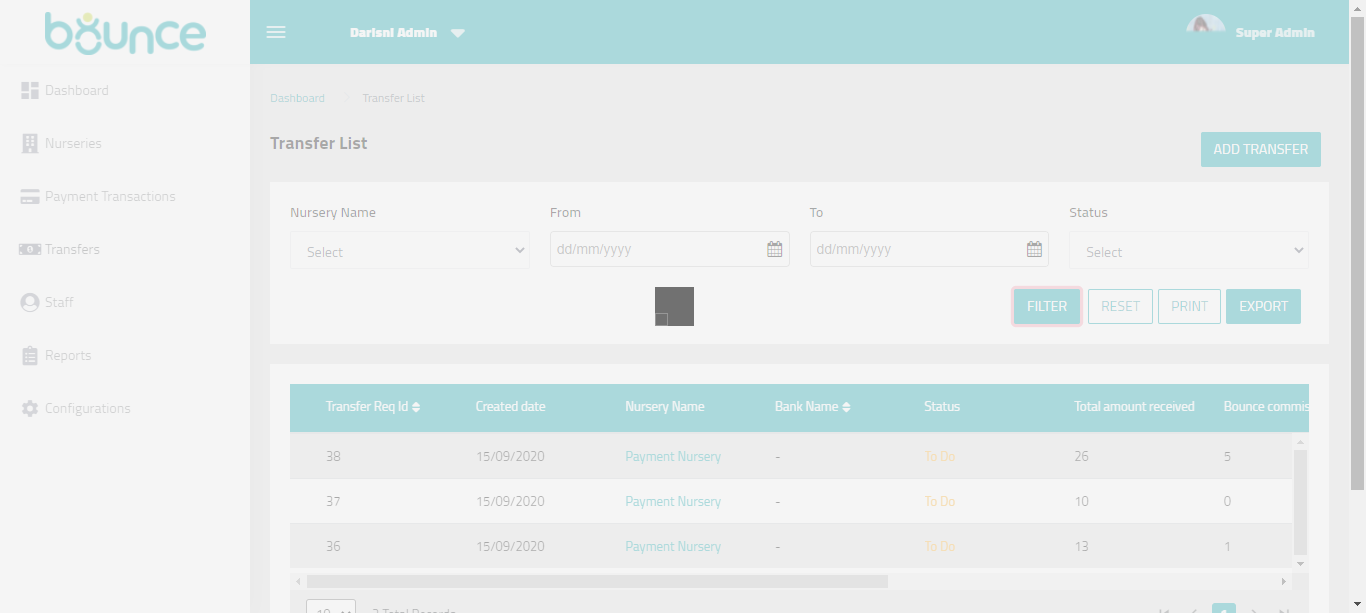 bounce
Darisni Admin
Super Admin
Dashboard
Nurseries
Payment Transactions
Transfers
Staff
Reports
Configurations
Dashboard > Transfer List
Transfer List
ADD TRANSFER
Nursery Name From To Status
Select dd/mm/yyyy dd/mm/yyyy Select
FILTER RESET PRINT EXPORT
Transfer Req Id Created date Nursery Name Bank Name Status Total amount received Bounce commis
38 15/09/2020 Payment Nursery - To Do 26 5
37 15/09/2020 Payment Nursery - To Do 10 0
36 15/09/2020 Payment Nursery - To Do 13 1
10 3 Total Records 1